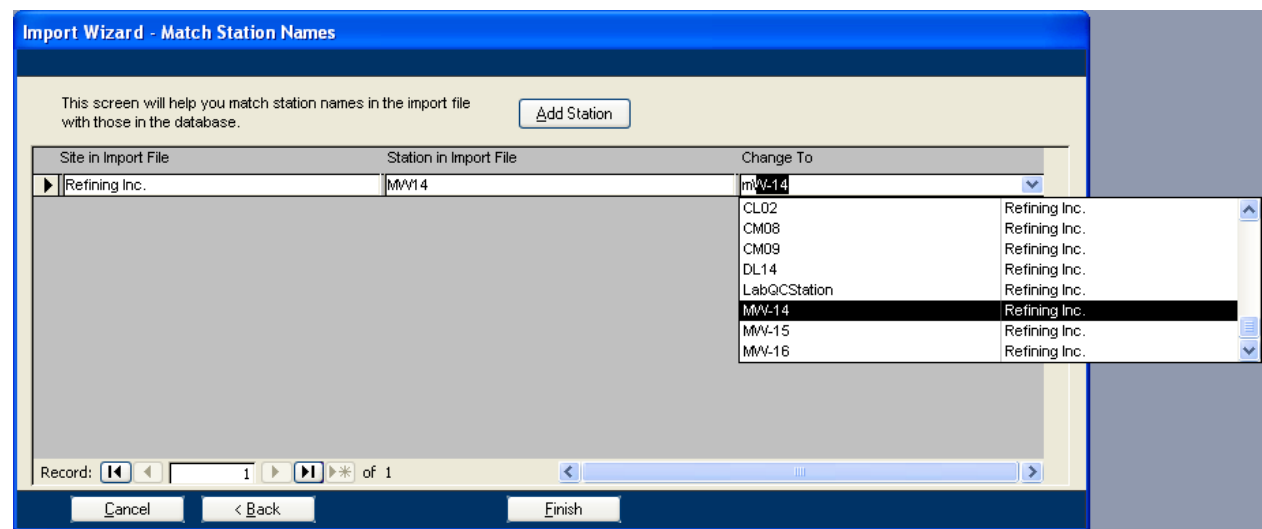 Import Wizard - Match Station Names
This screen will help you match station names in the import file
with those in the database.
Add Station
Site in Import File Station in Import File Change To
Refining Inc. MW14 mW-14
CL02 Refining Inc.
CM08 Refining Inc.
CM09 Refining Inc.
DL14 Refining Inc.
LabQCStation Refining Inc.
MW-14 Refining Inc.
MW-15 Refining Inc.
MW-16 Refining Inc.
Record: 1 of 1
Cancel < Back Finish